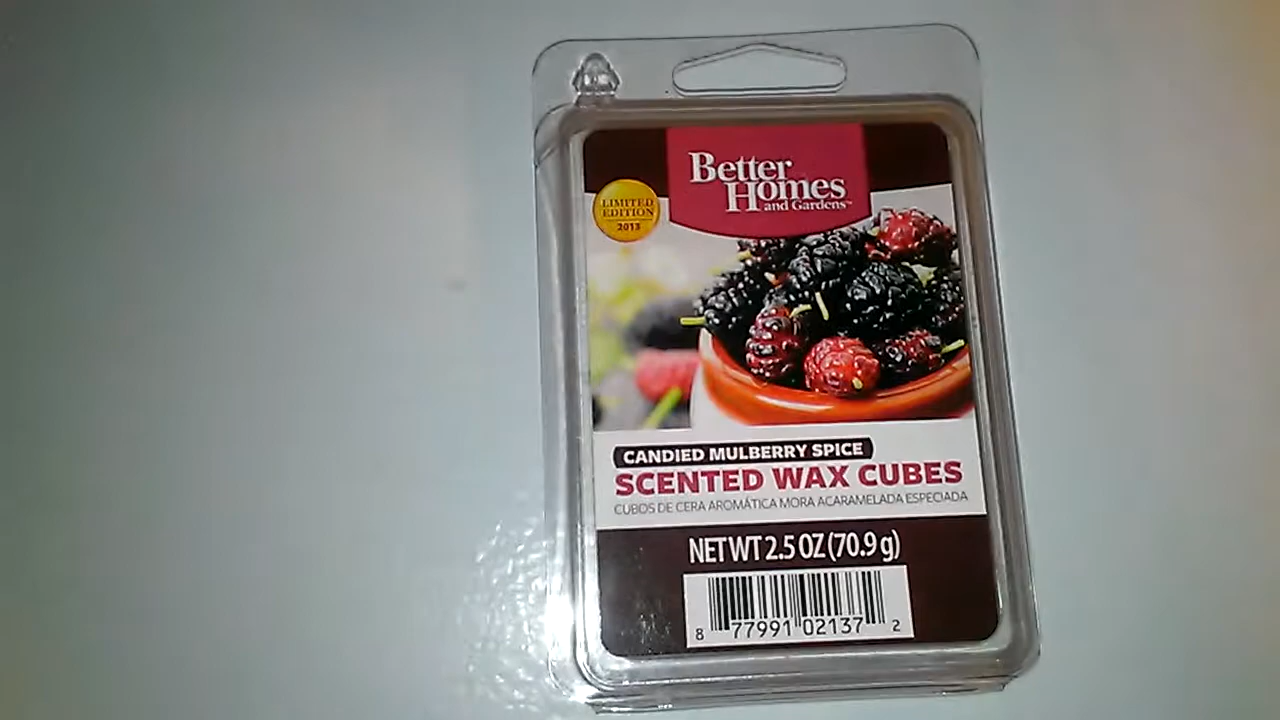 Better
Homes
and Gardens™
LIMITED
EDITION
2013
CANDIED MULBERRY SPICE
SCENTED WAX CUBES
CUBOS DE CERA AROMÁTICA MORA ACARAMELADA ESPECIADA
NET WT 2.5 OZ (70.9 g)
8 77991 02137 2